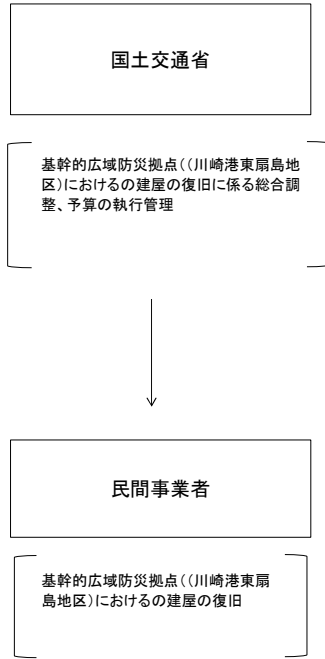 国土交通省
基幹的広域防災拠点((川崎港東扇島地
区)におけるの建屋の復旧に係る総合調
整、予算の執行管理
民間事業者
基幹的広域防災拠点((川崎港東扇
島地区)におけるの建屋の復旧